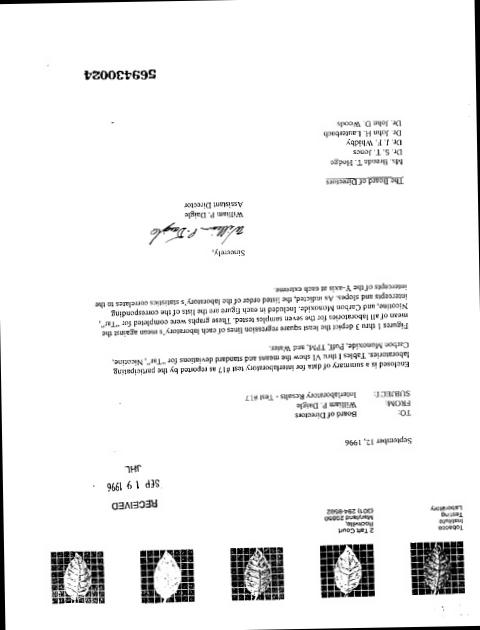 Tobacco
Institute
Testing
Laboratory
2 Taft Court
Rockville,
Maryland 20850
(301) 294-8582
RECEIVED
SEP 19 1996
JHL
September 17, 1996
TO: Board of Directors
FROM: William P. Daigle
SUBJECT: Interlaboratory Results - Test #17
Enclosed is a summary of data for interlaboratory test #17 as reported by the participating
laboratories. Tables I thru VI show the means and standard deviations for "Tar", Nicotine,
Carbon Monoxide, Puff, TPM, and Water.
Figures 1 thru 3 depict the least square regression lines of each laboratory's mean against the
mean of all laboratories for the seven samples tested. These graphs were completed for "Tar",
Nicotine, and Carbon Monoxide. Included in each figure are the lists of the corresponding
intercepts and slopes. As indicated, the listed order of the laboratory's statistics correlates to the
intercepts of the Y-axis at each extreme.
Sincerely,
William P. Daigle
William P. Daigle
Assistant Director
The Board of Directors
Ms. Brenda T. Hodge
Dr. S. T. Jones
Dr. J. F. Whidby
Dr. John H. Lauterbach
Dr. John D. Woods
569430024